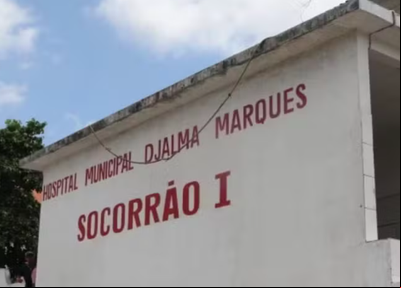 HOSPITAL MUNICIPAL DJALMA MARQUES
SOCORRÃO I